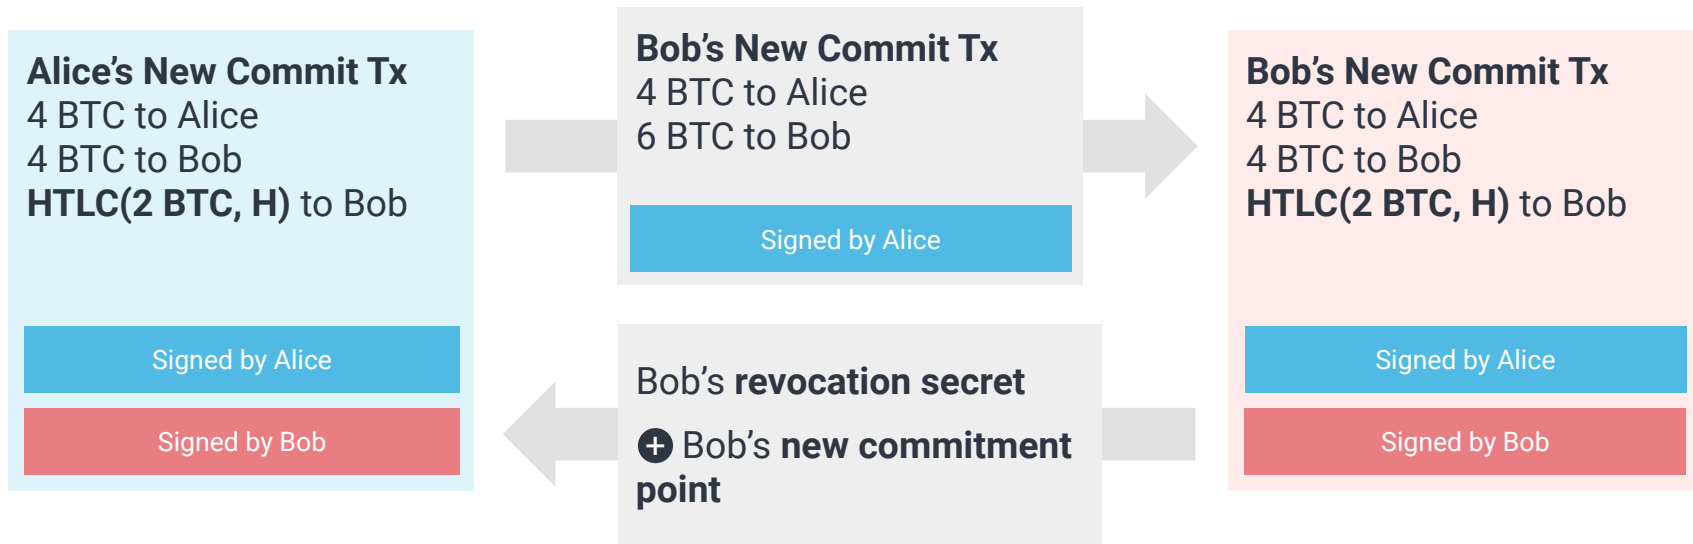 Alice’s New Commit Tx
4 BTC to Alice
4 BTC to Bob
HTLC(2 BTC, H) to Bob
Signed by Alice
Signed by Bob
Bob’s New Commit Tx
4 BTC to Alice
6 BTC to Bob
Signed by Alice
Bob’s revocation secret
+ Bob’s new commitment
point
Bob’s New Commit Tx
4 BTC to Alice
4 BTC to Bob
HTLC(2 BTC, H) to Bob
Signed by Alice
Signed by Bob